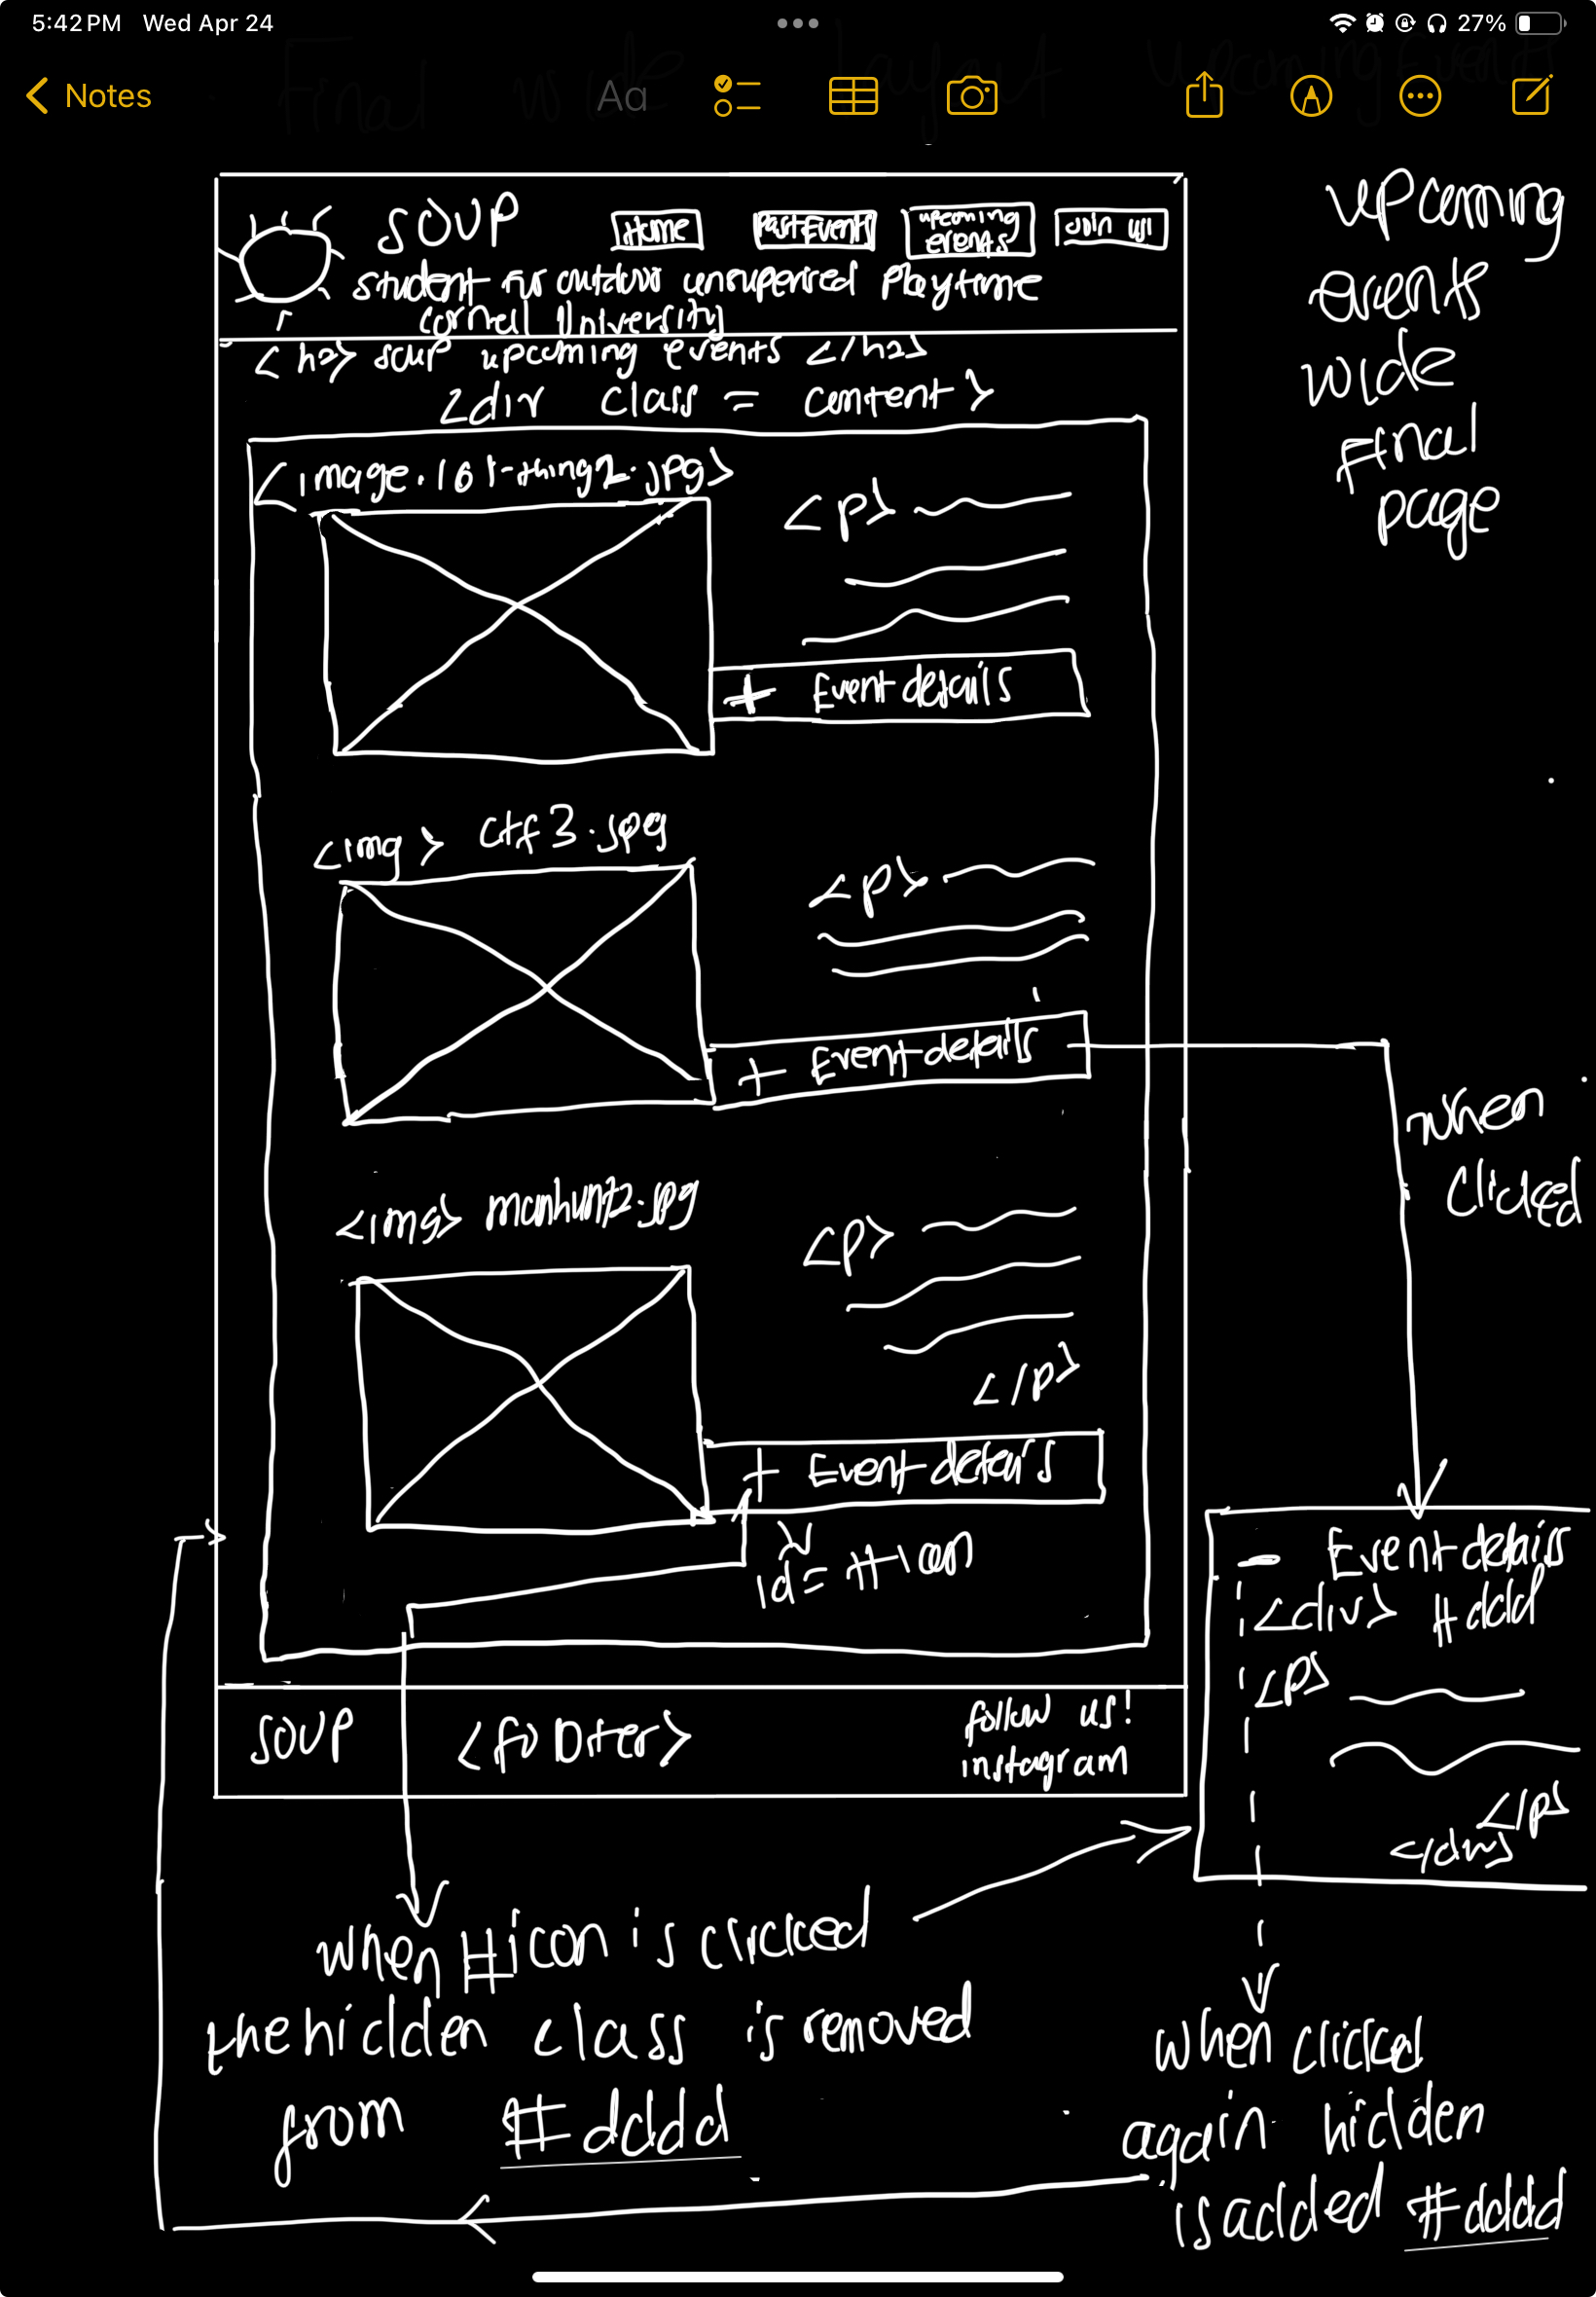 5:42 PM Wed Apr 24
27%
Final wide Layout upcoming Events
Notes
Aa
SOUP
Home
Past Events
upcoming
events
Join us!
student for outdoor unsupervised Playtime
Cornell University
<h2> soup upcoming events </h2>
<div class = content>
<image.161-thing2.jpg>
<p>
+ Event details
<img> ctf3.jpg
<p>
+ Event details
<img> manhunt2.jpg
<p>
</p>
+ Event details
id= #icon
SOUP
<footer>
follow us!
instagram
upcoming
events
wide
final
page
when
clicked
- Event details
<div> #dddd
<p>
</p>
</div>
when #icon is clicked
the hidden class is removed
from #dddd
when clicked
again hidden
is added #dddd